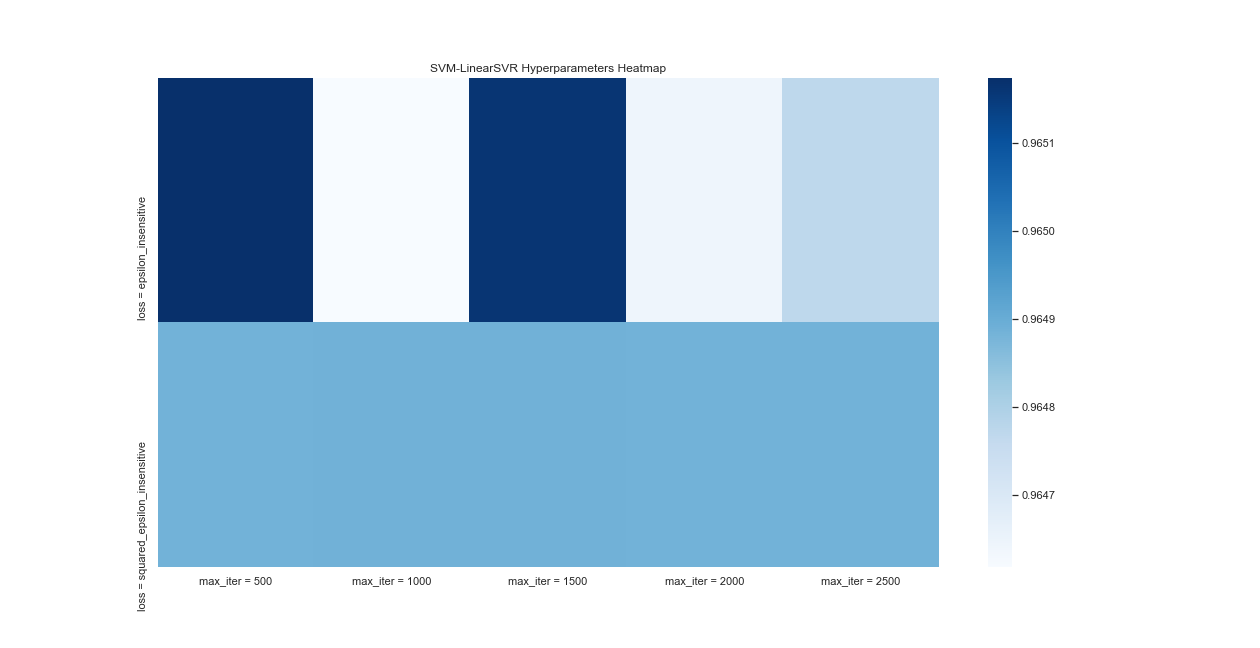 SVM-LinearSVR Hyperparameters Heatmap
loss = epsilon_insensitive
loss = squared_epsilon_insensitive
max_iter = 500
max_iter = 1000
max_iter = 1500
max_iter = 2000
max_iter = 2500
0.9651
0.9650
0.9649
0.9648
0.9647